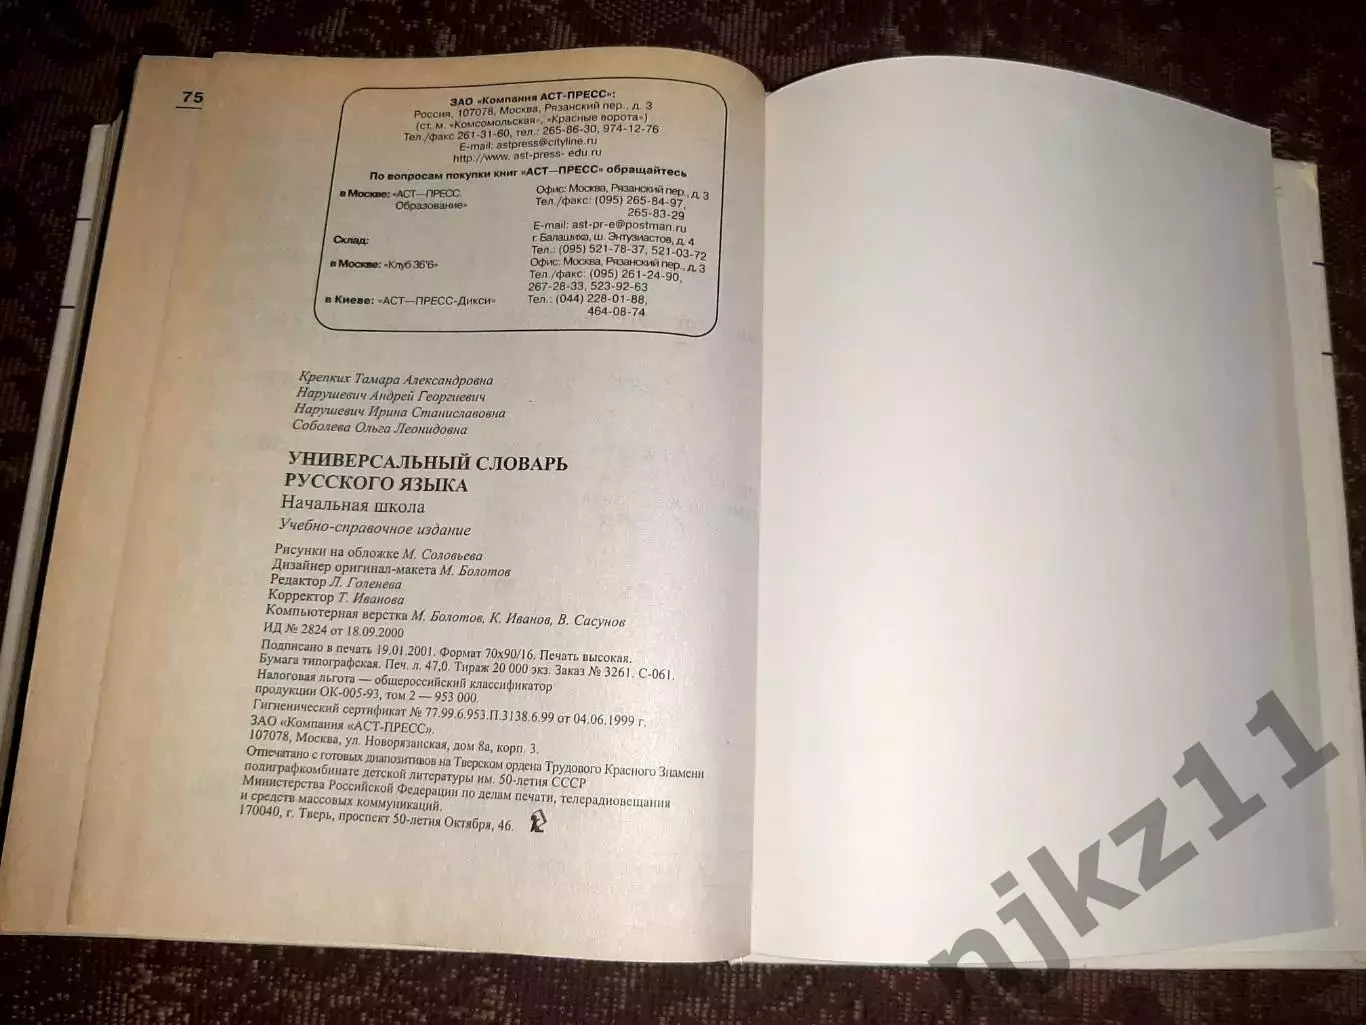 75
ЗАО «Компания АСТ-ПРЕСС»:
Россия, 107078, Москва, Рязанский пер., д. 3
(ст. м. «Комсомольская», «Красные ворота»)
Тел./факс 261-31-60, тел.: 265-86-30, 974-12-76
E-mail: astpress@cityline.ru
http://www. ast-press- edu.ru
По вопросам покупки книг «АСТ—ПРЕСС» обращайтесь
в Москве: «АСТ—ПРЕСС Образование»
Офис: Москва, Рязанский пер., д. 3
Тел./факс: (095) 265-84-97,
265-83-29
E-mail: ast-pr-e@postman.ru
Склад:
г. Балашиха, ш. Энтузиастов, д. 4
Тел.: (095) 521-78-37, 521-03-72
в Москве: «Клуб 36'6»
Офис: Москва, Рязанский пер., д. 3
Тел./факс: (095) 261-24-90,
267-28-33, 523-92-63
в Киеве: «АСТ—ПРЕСС-Дикси»
Тел.: (044) 228-01-88,
464-08-74
Крепких Тамара Александровна
Нарушевич Андрей Георгиевич
Нарушевич Ирина Станиславовна
Соболева Ольга Леонидовна
УНИВЕРСАЛЬНЫЙ СЛОВАРЬ
РУССКОГО ЯЗЫКА
Начальная школа
Учебно-справочное издание
Рисунки на обложке М. Соловьева
Дизайнер оригинал-макета М. Болотов
Редактор Л. Голенева
Корректор Т. Иванова
Компьютерная верстка М. Болотов, К. Иванов, В. Сасунов
ИД № 2824 от 18.09.2000
Подписано в печать 19.01.2001. Формат 70х90/16. Печать высокая.
Бумага типографская. Печ. л. 47,0. Тираж 20 000 экз. Заказ № 3261. С-061.
Налоговая льгота — общероссийский классификатор
продукции ОК-005-93, том 2 — 953 000.
Гигиенический сертификат № 77.99.6.953.П.3138.6.99 от 04.06.1999 г.
ЗАО «Компания «АСТ-ПРЕСС».
107078, Москва, ул. Новорязанская, дом 8а, корп. 3.
Отпечатано с готовых диапозитивов на Тверском ордена Трудового Красного Знамени
полиграфкомбинате детской литературы им. 50-летия СССР
Министерства Российской Федерации по делам печати, телерадиовещания
и средств массовых коммуникаций.
170040, г. Тверь, проспект 50-летия Октября, 46.
njkz11